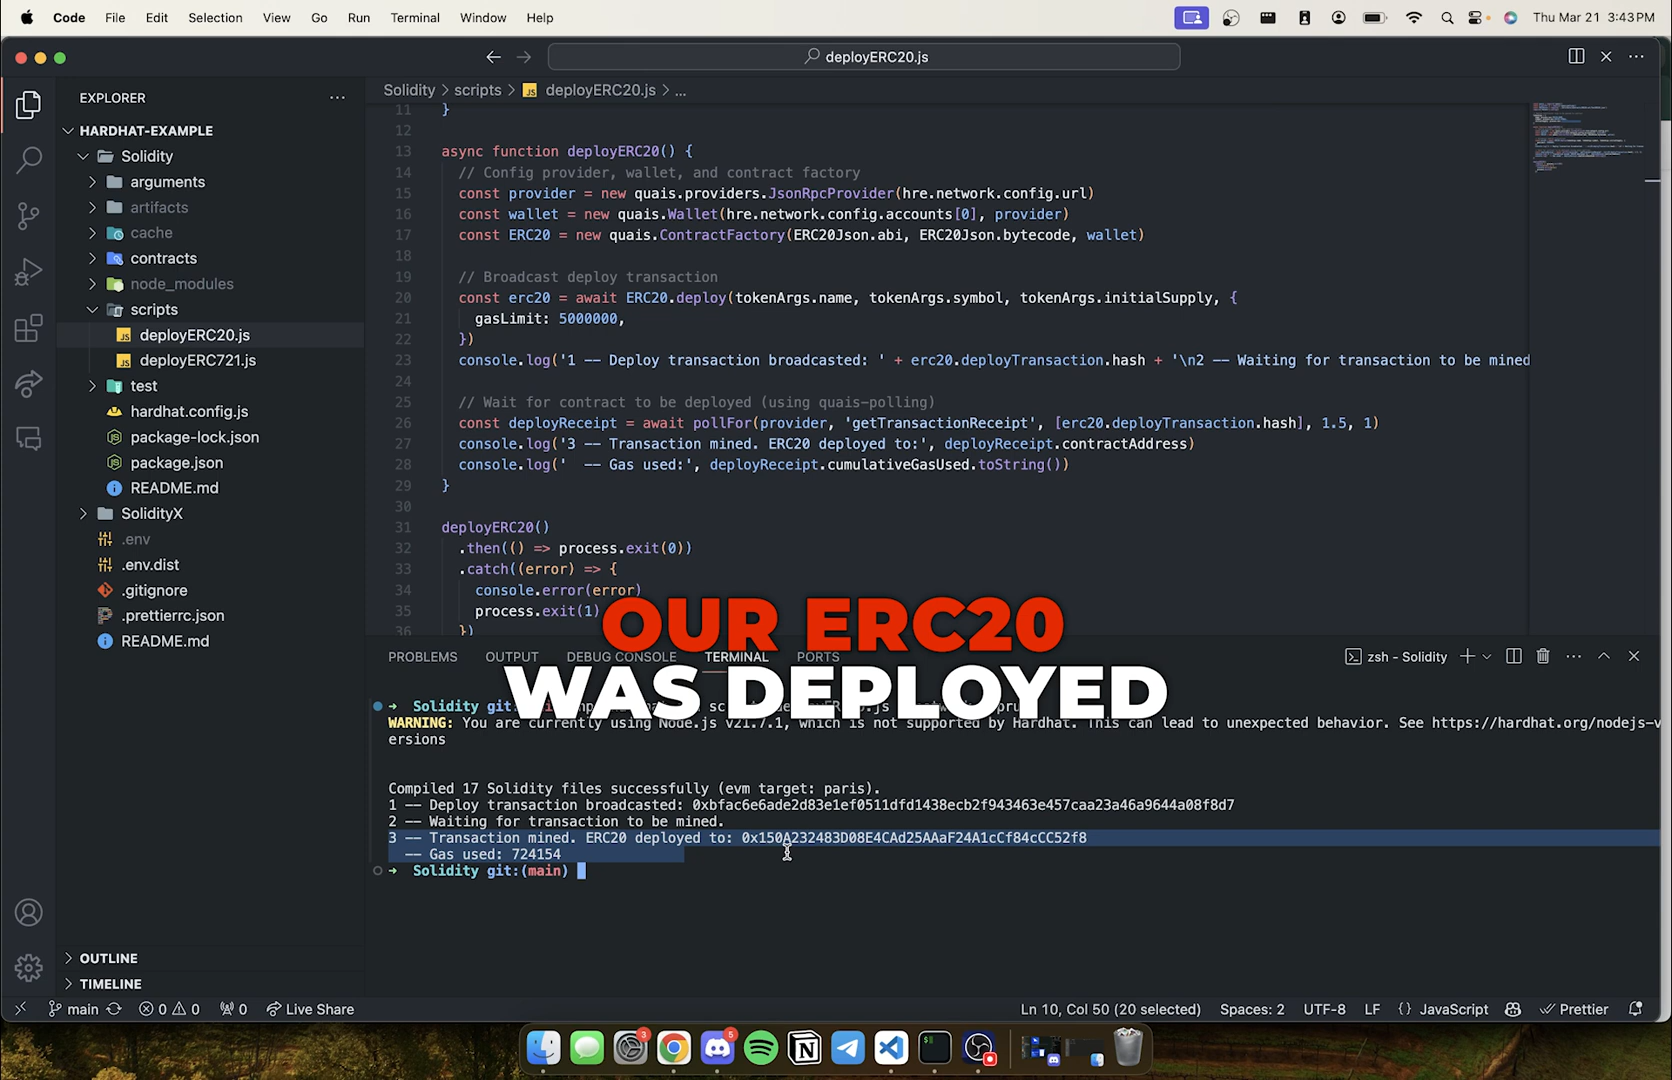 Code File Edit Selection View Go Run Terminal Window Help Thu Mar 21 3:43 PM
deployERC20.js
EXPLORER
HARDHAT-EXAMPLE
Solidity
arguments
artifacts
cache
contracts
node_modules
scripts
deployERC20.js
deployERC721.js
test
hardhat.config.js
package-lock.json
package.json
README.md
SolidityX
.env
.env.dist
.gitignore
.prettierrc.json
README.md
OUTLINE
TIMELINE
Solidity > scripts > JS deployERC20.js > ...
11 }
12
13 async function deployERC20() {
14 // Config provider, wallet, and contract factory
15 const provider = new quais.providers.JsonRpcProvider(hre.network.config.url)
16 const wallet = new quais.Wallet(hre.network.config.accounts[0], provider)
17 const ERC20 = new quais.ContractFactory(ERC20Json.abi, ERC20Json.bytecode, wallet)
18
19 // Broadcast deploy transaction
20 const erc20 = await ERC20.deploy(tokenArgs.name, tokenArgs.symbol, tokenArgs.initialSupply, {
21 gasLimit: 5000000,
22 })
23 console.log('1 -- Deploy transaction broadcasted: ' + erc20.deployTransaction.hash + '\n2 -- Waiting for transaction to be mined
24
25 // Wait for contract to be deployed (using quais-polling)
26 const deployReceipt = await pollFor(provider, 'getTransactionReceipt', [erc20.deployTransaction.hash], 1.5, 1)
27 console.log('3 -- Transaction mined. ERC20 deployed to:', deployReceipt.contractAddress)
28 console.log(' -- Gas used:', deployReceipt.cumulativeGasUsed.toString())
29 }
30
31 deployERC20()
32 .then(() => process.exit(0))
33 .catch((error) => {
34 console.error(error)
35 process.exit(1)
36 })
OUR ERC20
WAS DEPLOYED
PROBLEMS OUTPUT DEBUG CONSOLE TERMINAL PORTS zsh - Solidity
Solidity git:
WARNING: You are currently using Node.js v21.7.1, which is not supported by Hardhat. This can lead to unexpected behavior. See https://hardhat.org/nodejs-v
ersions
Compiled 17 Solidity files successfully (evm target: paris).
1 -- Deploy transaction broadcasted: 0xbfac6e6ade2d83e1ef0511dfd1438ecb2f943463e457caa23a46a9644a08f8d7
2 -- Waiting for transaction to be mined.
3 -- Transaction mined. ERC20 deployed to: 0x150A232483D08E4CAd25AAaF24A1cCf84cCC52f8
-- Gas used: 724154
Solidity git:(main)
main 0 0 0 Live Share Ln 10, Col 50 (20 selected) Spaces: 2 UTF-8 LF {} JavaScript Prettier
3 5